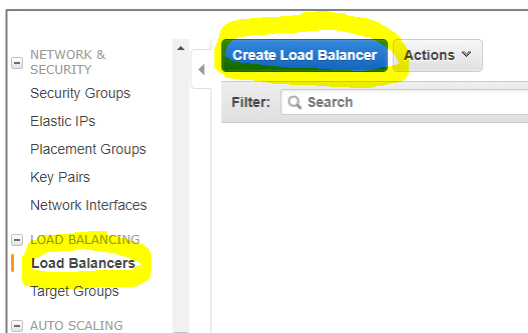 NETWORK &
SECURITY
Security Groups
Elastic IPs
Placement Groups
Key Pairs
Network Interfaces
LOAD BALANCING
Load Balancers
Target Groups
AUTO SCALING
Create Load Balancer
Actions
Filter:
Search